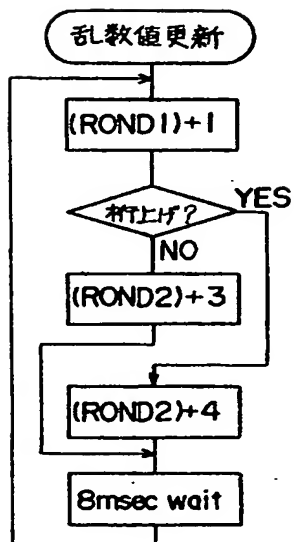 乱数値更新
(ROND1)+1
桁上げ?
YES
NO
(ROND2)+3
(ROND2)+4
8msec wait